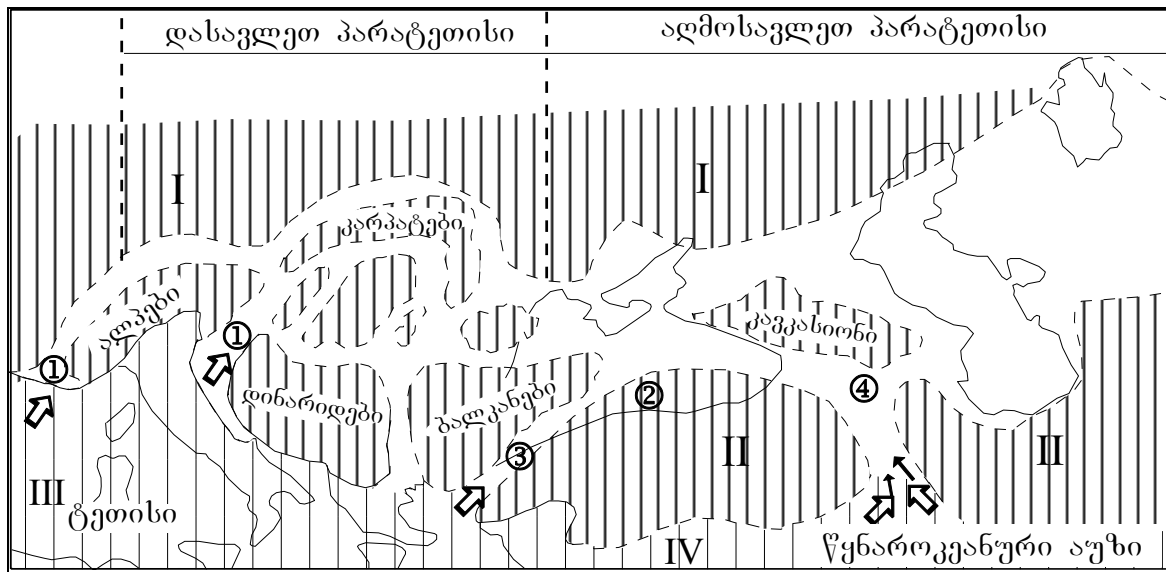 დასავლეთ პარატეთისი
აღმოსავლეთ პარატეთისი
I
I
კარპატები
ალპები
კავკასიონი
1
1
დინარიდები
ბალკანები
2
4
3
II
II
III
ტეთისი
IV
წყნაროკეანური აუზი